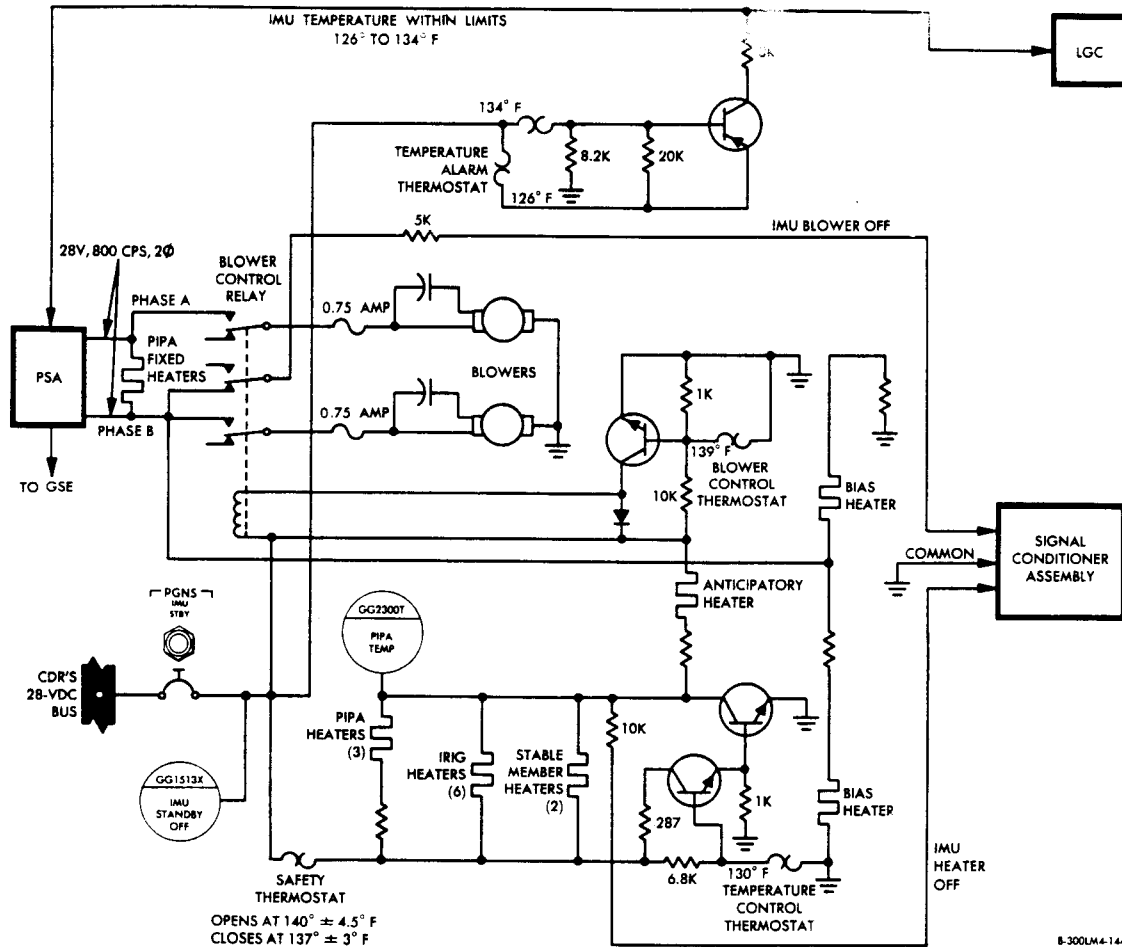 IMU TEMPERATURE WITHIN LIMITS
126° TO 134° F
LGC
134° F
TEMPERATURE
ALARM
THERMOSTAT
8.2K
20K
126° F
5K
IMU BLOWER OFF
28V, 800 CPS, 2Ø
BLOWER
CONTROL
RELAY
PHASE A
0.75 AMP
PSA
PIPA
FIXED
HEATERS
BLOWERS
PHASE B
0.75 AMP
TO GSE
1K
139° F
BLOWER
CONTROL
THERMOSTAT
10K
BIAS
HEATER
COMMON
SIGNAL
CONDITIONER
ASSEMBLY
ANTICIPATORY
HEATER
PGNS
IMU
STBY
GG2300T
PIPA
TEMP
CDR'S
28-VDC
BUS
PIPA
HEATERS
(3)
IRIG
HEATERS
(6)
STABLE
MEMBER
HEATERS
(2)
10K
GG1513X
IMU
STANDBY
OFF
287
1K
BIAS
HEATER
6.8K
130° F
TEMPERATURE
CONTROL
THERMOSTAT
IMU
HEATER
OFF
SAFETY
THERMOSTAT
OPENS AT 140° ± 4.5° F
CLOSES AT 137° ± 3° F